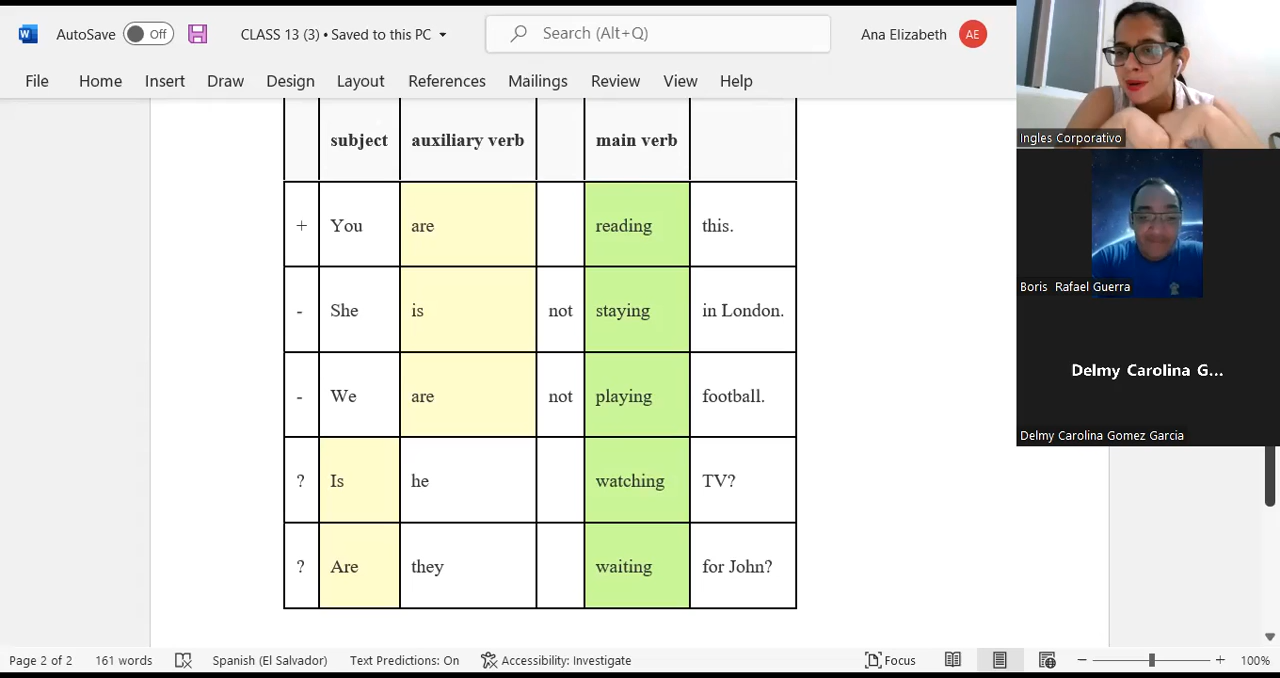 AutoSave Off CLASS 13 (3) • Saved to this PC Search (Alt+Q) Ana Elizabeth AE
File Home Insert Draw Design Layout References Mailings Review View Help
Ingles Corporativo
subject auxiliary verb main verb
+ You are reading this.
Boris Rafael Guerra
- She is not staying in London.
Delmy Carolina G...
- We are not playing football.
Delmy Carolina Gomez Garcia
? Is he watching TV?
? Are they waiting for John?
Page 2 of 2 161 words Spanish (El Salvador) Text Predictions: On Accessibility: Investigate Focus 100%